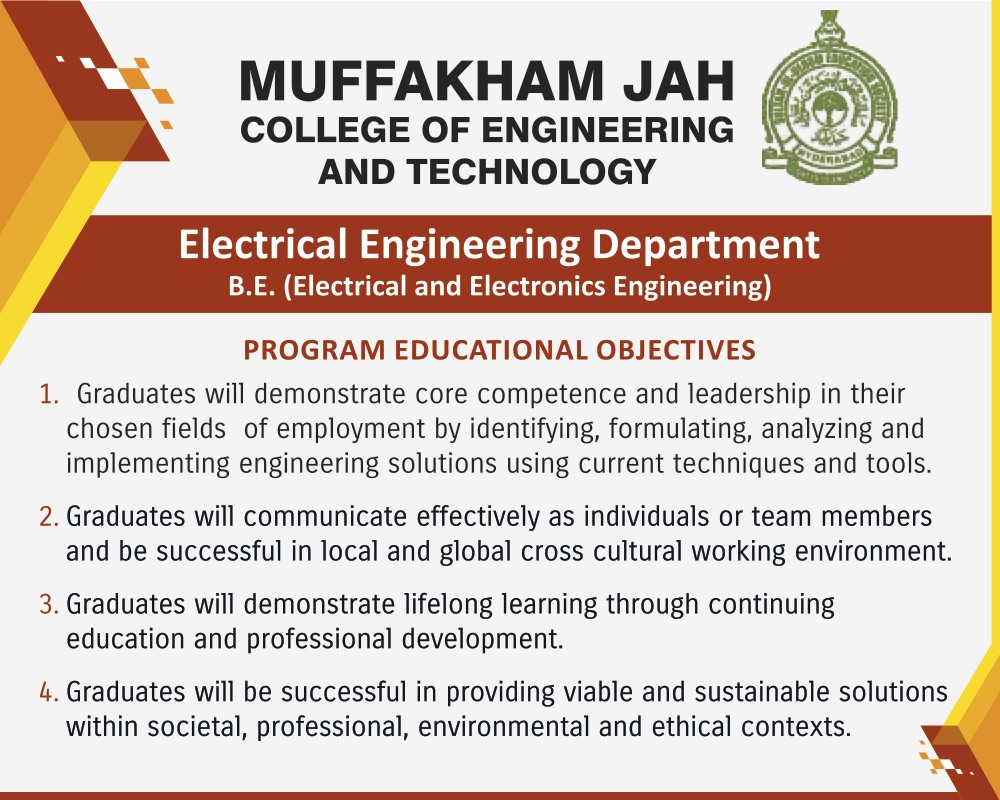 MUFFAKHAM JAH
COLLEGE OF ENGINEERING
AND TECHNOLOGY
HYDERABAD
Electrical Engineering Department
B.E. (Electrical and Electronics Engineering)
PROGRAM EDUCATIONAL OBJECTIVES
1. Graduates will demonstrate core competence and leadership in their
chosen fields of employment by identifying, formulating, analyzing and
implementing engineering solutions using current techniques and tools.
2. Graduates will communicate effectively as individuals or team members
and be successful in local and global cross cultural working environment.
3. Graduates will demonstrate lifelong learning through continuing
education and professional development.
4. Graduates will be successful in providing viable and sustainable solutions
within societal, professional, environmental and ethical contexts.